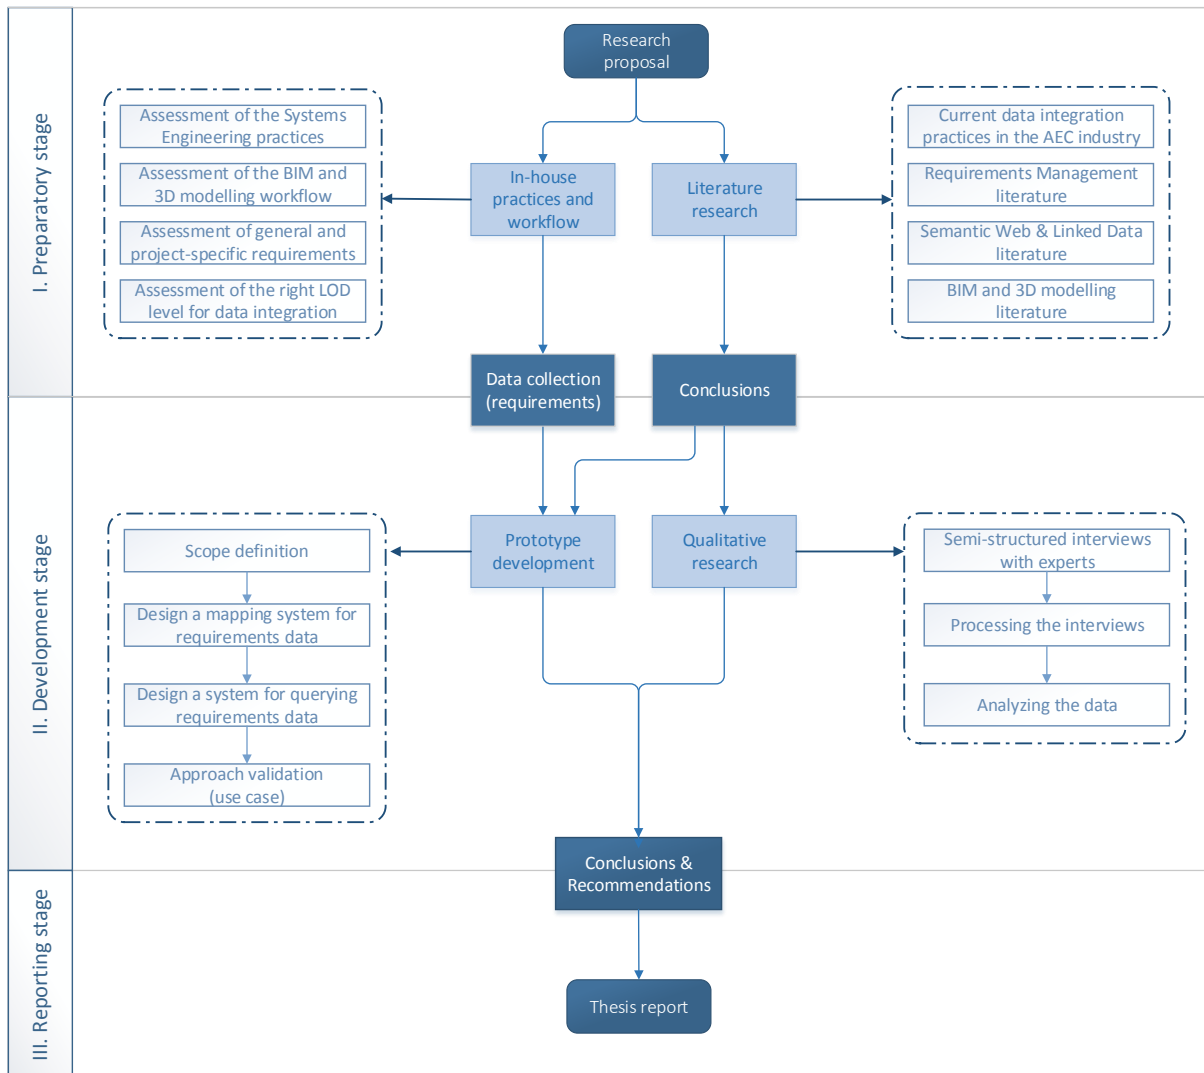 I. Preparatory stage
Research
proposal
Assessment of the Systems
Engineering practices
Assessment of the BIM and
3D modelling workflow
Assessment of general and
project-specific requirements
Assessment of the right LOD
level for data integration
In-house
practices and
workflow
Literature
research
Current data integration
practices in the AEC industry
Requirements Management
literature
Semantic Web & Linked Data
literature
BIM and 3D modelling
literature
Data collection
(requirements)
Conclusions
II. Development stage
Scope definition
Design a mapping system for
requirements data
Design a system for querying
requirements data
Approach validation
(use case)
Prototype
development
Qualitative
research
Semi-structured interviews
with experts
Processing the interviews
Analyzing the data
Conclusions &
Recommendations
III. Reporting stage
Thesis report